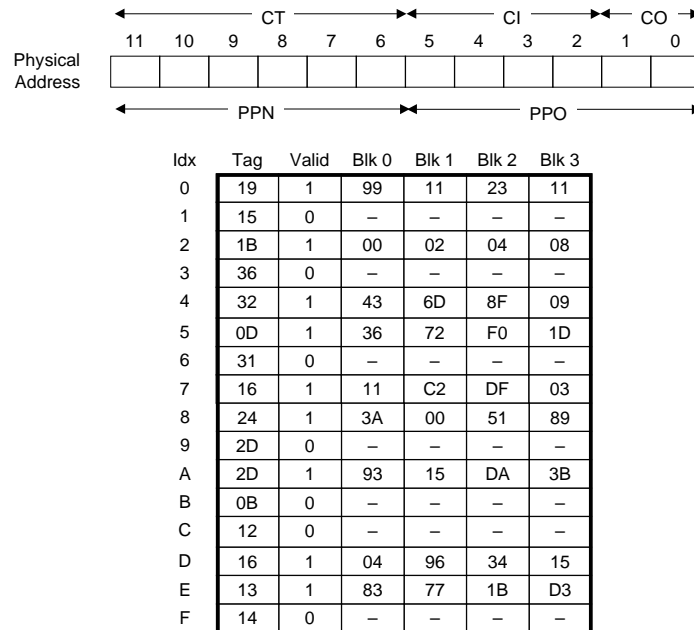 CT CI CO
11 10 9 8 7 6 5 4 3 2 1 0
Physical
Address
PPN PPO
Idx Tag Valid Blk 0 Blk 1 Blk 2 Blk 3
0 19 1 99 11 23 11
1 15 0 – – – –
2 1B 1 00 02 04 08
3 36 0 – – – –
4 32 1 43 6D 8F 09
5 0D 1 36 72 F0 1D
6 31 0 – – – –
7 16 1 11 C2 DF 03
8 24 1 3A 00 51 89
9 2D 0 – – – –
A 2D 1 93 15 DA 3B
B 0B 0 – – – –
C 12 0 – – – –
D 16 1 04 96 34 15
E 13 1 83 77 1B D3
F 14 0 – – – –